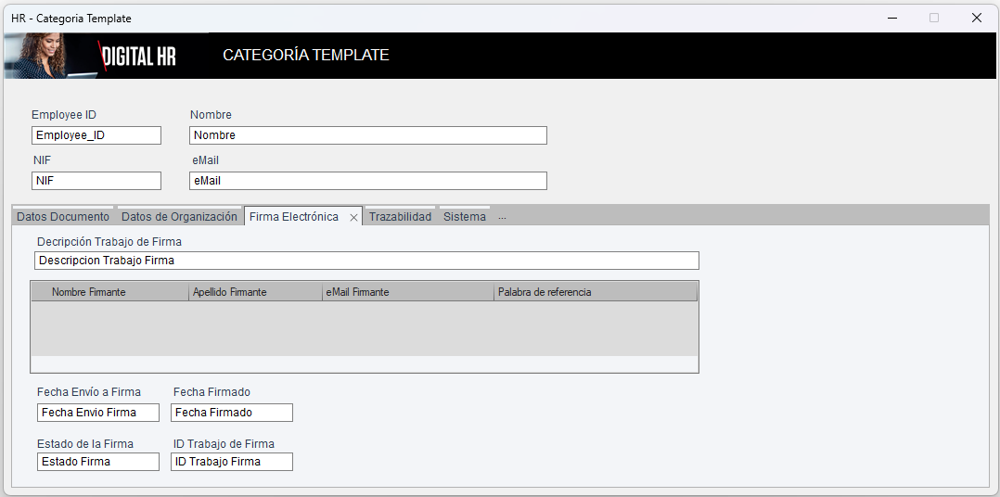 HR - Categoria Template
DIGITAL HR
CATEGORÍA TEMPLATE
Employee ID Nombre
Employee_ID Nombre
NIF eMail
NIF eMail
Datos Documento Datos de Organización Firma Electrónica Trazabilidad Sistema ...
Decripción Trabajo de Firma
Descripcion Trabajo Firma
Nombre Firmante Apellido Firmante eMail Firmante Palabra de referencia
Fecha Envío a Firma Fecha Firmado
Fecha Envio Firma Fecha Firmado
Estado de la Firma ID Trabajo de Firma
Estado Firma ID Trabajo Firma